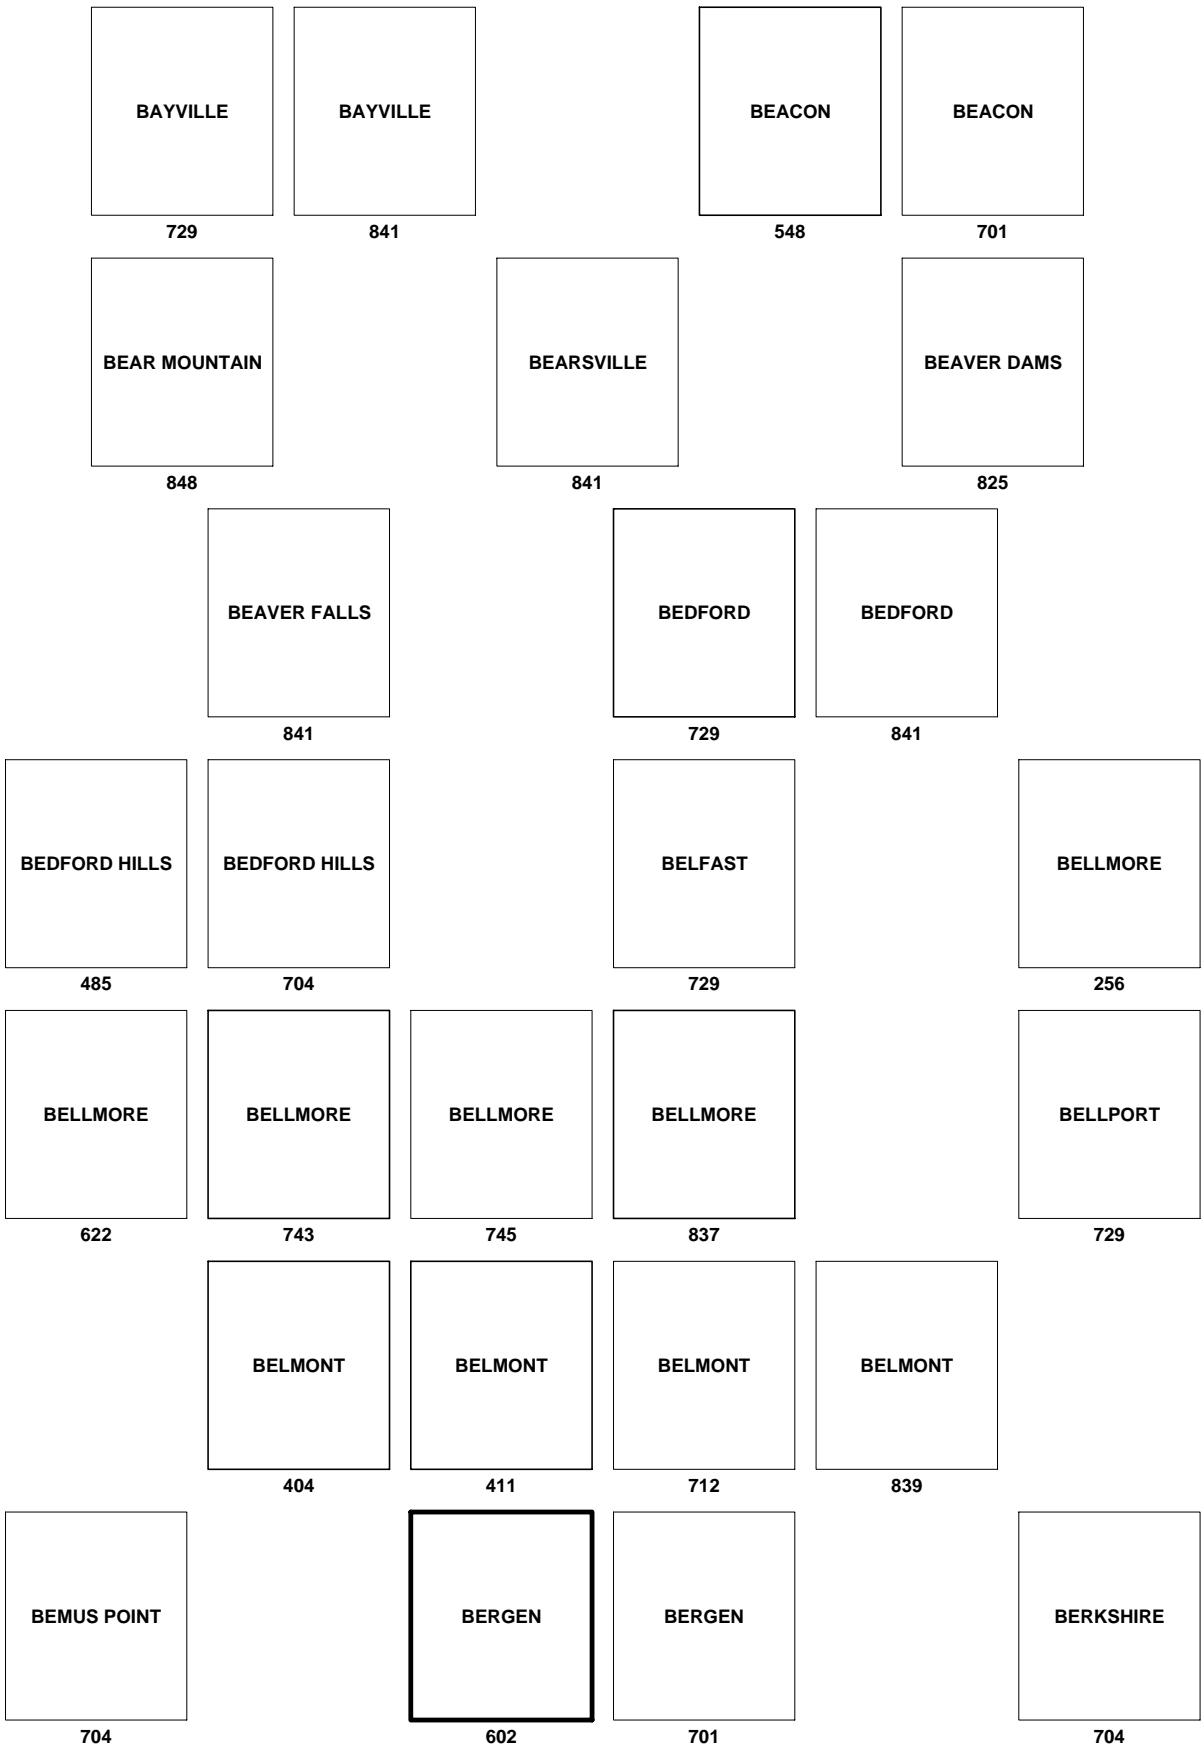 BAYVILLE BAYVILLE BEACON BEACON
729 841 548 701
BEAR MOUNTAIN BEARSVILLE BEAVER DAMS
848 841 825
BEAVER FALLS BEDFORD BEDFORD
841 729 841
BEDFORD HILLS BEDFORD HILLS BELFAST BELLMORE
485 704 729 256
BELLMORE BELLMORE BELLMORE BELLMORE BELLPORT
622 743 745 837 729
BELMONT BELMONT BELMONT BELMONT
404 411 712 839
BEMUS POINT BERGEN BERGEN BERKSHIRE
704 602 701 704